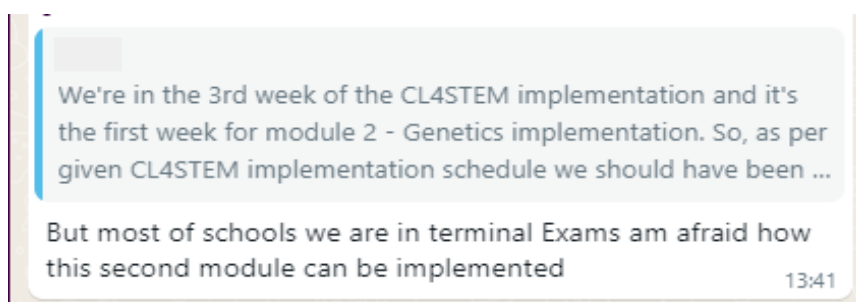 We're in the 3rd week of the CL4STEM implementation and it's
the first week for module 2 - Genetics implementation. So, as per
given CL4STEM implementation schedule we should have been ...
But most of schools we are in terminal Exams am afraid how
this second module can be implemented
13:41